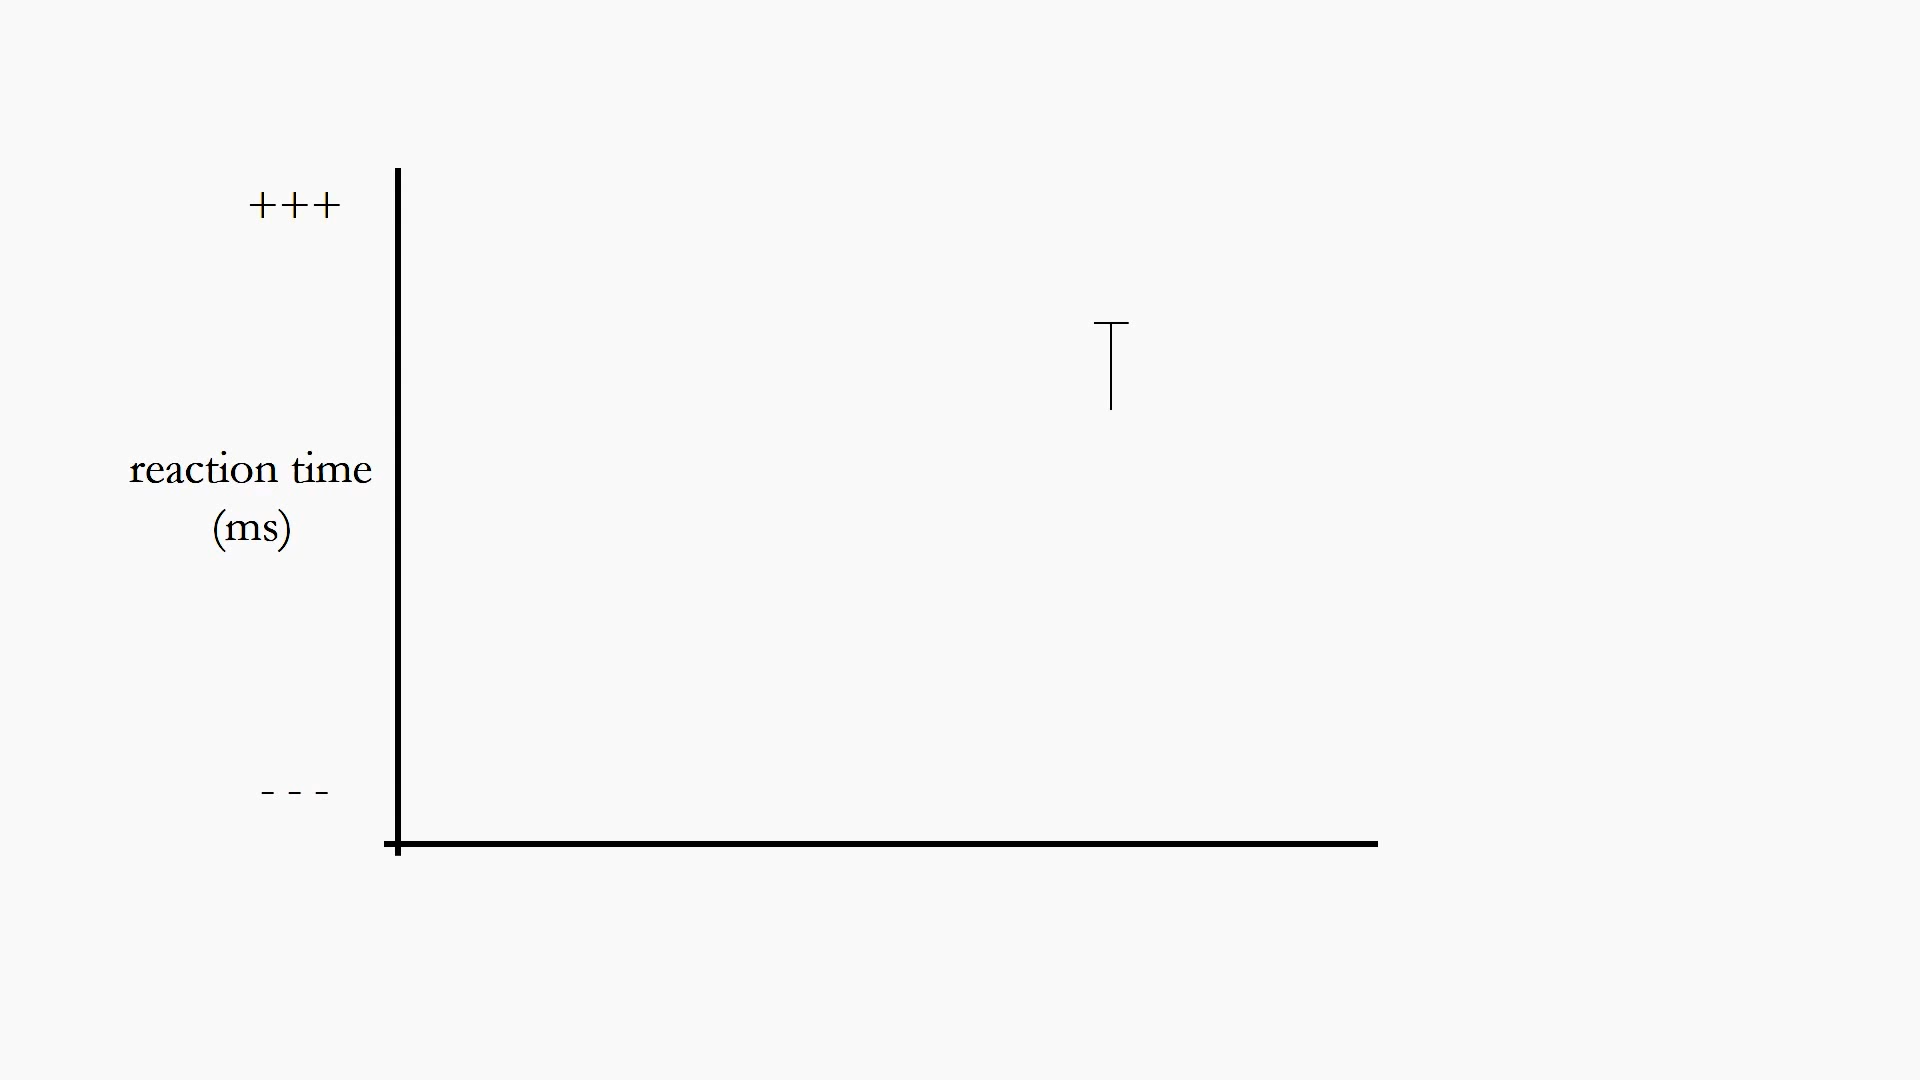 +++
reaction time
(ms)
- - -